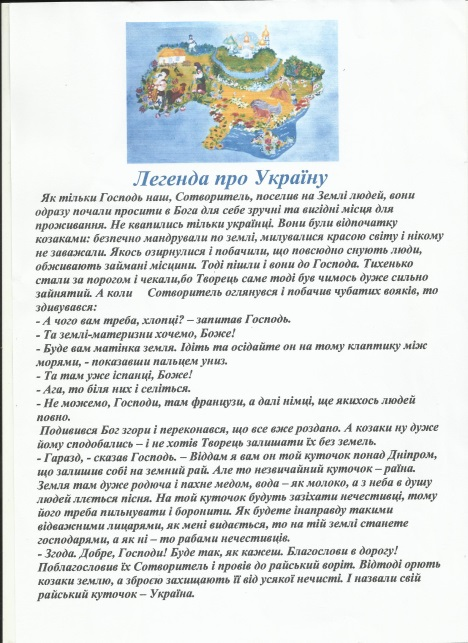 Легенда про Україну
Як тільки Господь наш, Сотворитель, поселив на Землі людей, вони
одразу почали просити в Бога для себе зручні та вигідні місця для
проживання. Не квапились тільки українці. Вони були відпочатку
козаками: безпечно мандрували по землі, милувалися красою світу і нікому
не заважали. Якось озирнулися і побачили, що повсюдно снують люди,
обживають займані місцини. Тоді пішли і вони до Господа. Тихенько
стали за порогом і чекали,бо Творець саме тоді був чимось дуже сильно
зайнятий. А коли Сотворитель оглянувся і побачив чубатих вояків, то
здивувався:
- А чого вам треба, хлопці? – запитав Господь.
- Та землі-материзни хочемо, Боже!
- Буде вам матінка земля. Ідіть та осідайте он на тому клаптику між
морями, - показавши пальцем униз.
- Та там уже іспанці, Боже!
- Ага, то біля них і селіться.
- Не можемо, Господи, там французи, а далі німці, ще якихось людей
повно.
Подивився Бог згори і переконався, що все вже роздано. А козаки ну дуже
йому сподобались – і не хотів Творець залишати їх без земель.
- Гаразд, - сказав Господь. – Віддам я вам он той куточок понад Дніпром,
що залишив собі на земний рай. Але то незвичайний куточок – раїна.
Земля там дуже родюча і пахне медом, вода – як молоко, а з неба в душу
людей ллється пісня. На той куточок будуть зазіхати нечестивці, тому
його треба пильнувати і боронити. Як будете інаправду такими
відважними лицарями, як мені видається, то на тій землі станете
господарями, а як ні – то рабами нечестивців.
- Згода. Добре, Господи! Буде так, як кажеш. Благослови в дорогу!
Поблагословив їх Сотворитель і провів до райський воріт. Відтоді орють
козаки землю, а зброєю захищають її від усякої нечисті. І назвали свій
райський куточок – Україна.